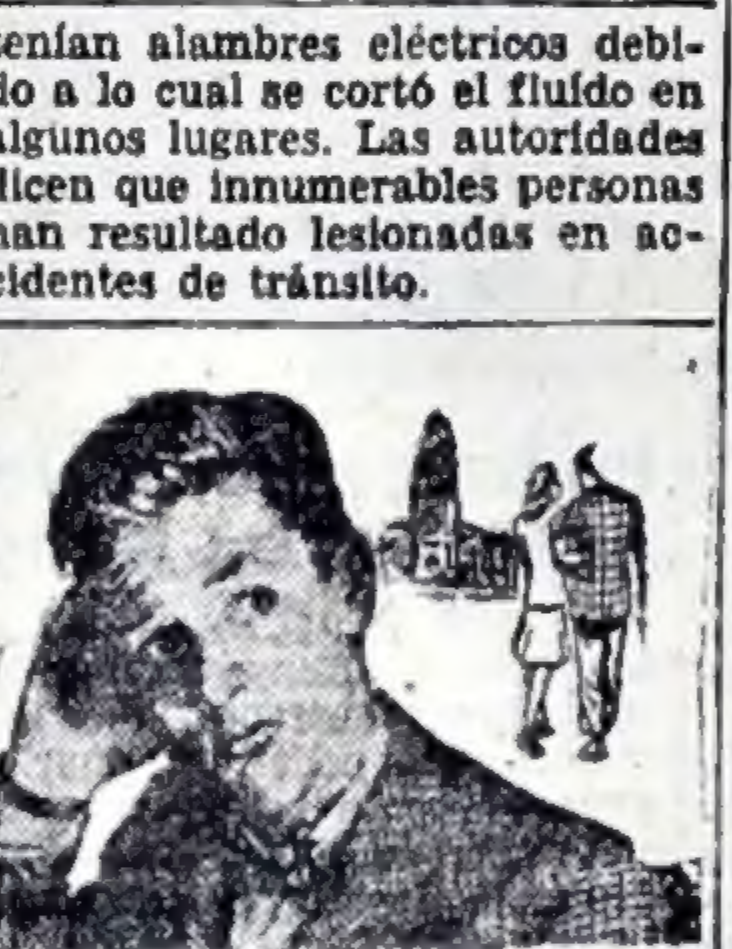 tenían alambres eléctricos debi-
do a lo cual se cortó el fluído en
algunos lugares. Las autoridades
dicen que innumerables personas
han resultado lesionadas en ac-
cidentes de tránsito.